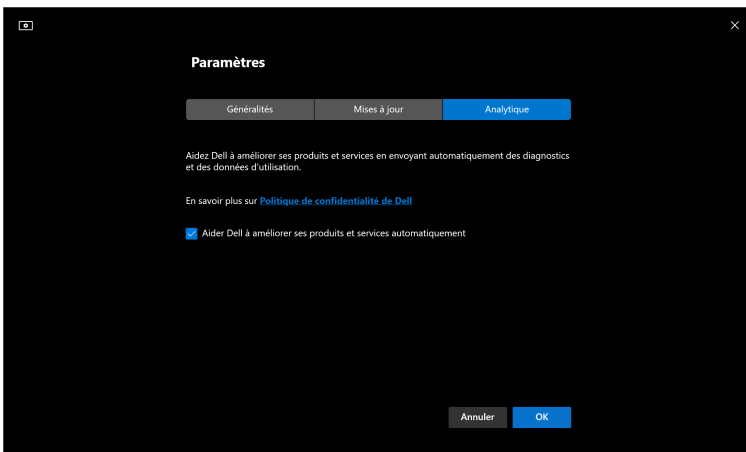 Paramètres
Généralités
Mises à jour
Analytique
Aidez Dell à améliorer ses produits et services en envoyant automatiquement des diagnostics
et des données d'utilisation.
En savoir plus sur Politique de confidentialité de Dell
Aider Dell à améliorer ses produits et services automatiquement
Annuler
OK